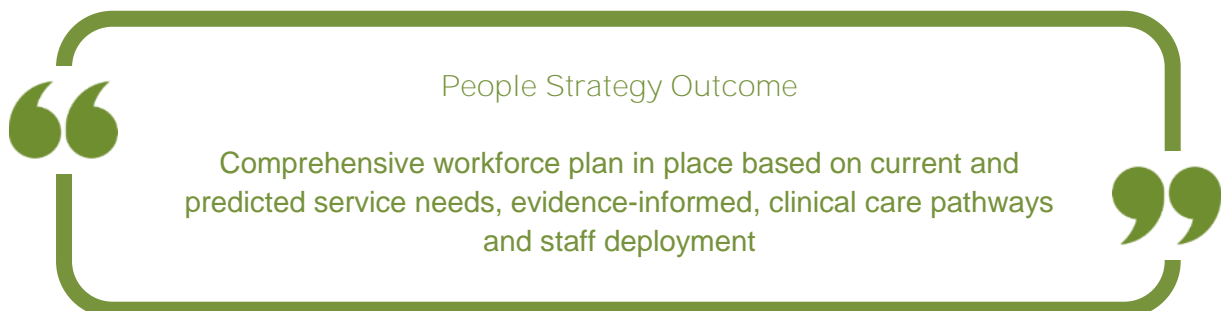 People Strategy Outcome
Comprehensive workforce plan in place based on current and
predicted service needs, evidence-informed, clinical care pathways
and staff deployment